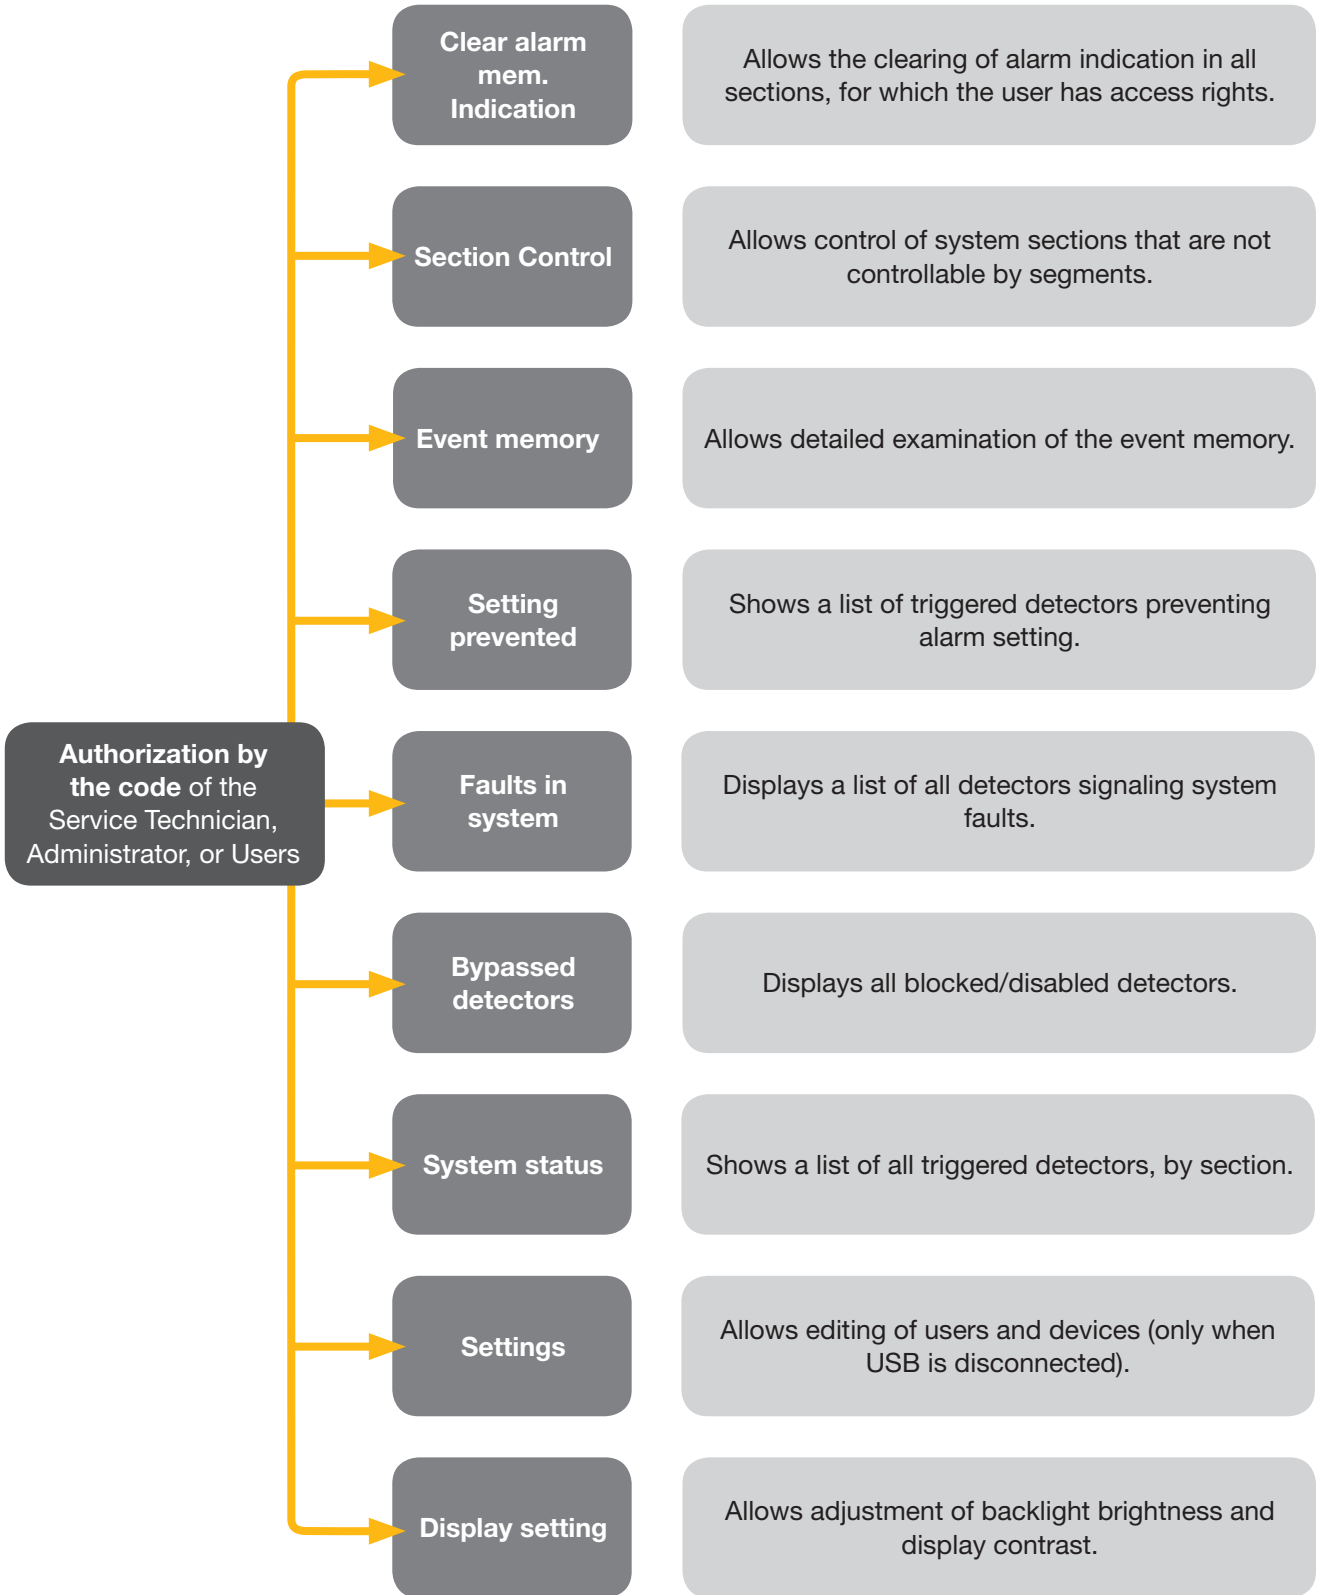 Clear alarm
mem.
Indication
Allows the clearing of alarm indication in all
sections, for which the user has access rights.
Section Control
Allows control of system sections that are not
controllable by segments.
Event memory
Allows detailed examination of the event memory.
Setting
prevented
Shows a list of triggered detectors preventing
alarm setting.
Authorization by
the code of the
Service Technician,
Administrator, or Users
Faults in
system
Displays a list of all detectors signaling system
faults.
Bypassed
detectors
Displays all blocked/disabled detectors.
System status
Shows a list of all triggered detectors, by section.
Settings
Allows editing of users and devices (only when
USB is disconnected).
Display setting
Allows adjustment of backlight brightness and
display contrast.